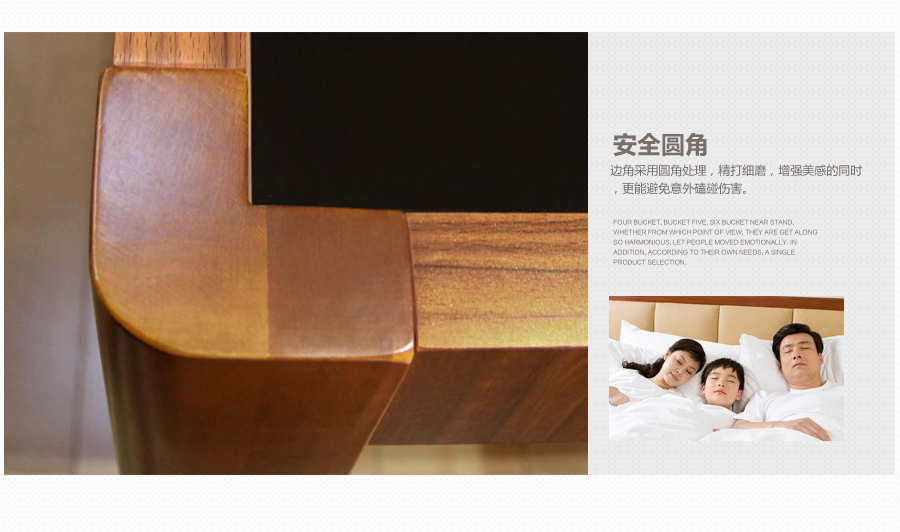 安全圆角
边角采用圆角处理，精打细磨，增强美感的同时
，更能避免意外磕碰伤害。
FOUR BUCKET, BUCKET FIVE, SIX BUCKET NEAR STAND,
WHETHER FROM WHICH POINT OF VIEW, THEY ARE GET ALONG
SO HARMONIOUS, LET PEOPLE MOVED EMOTIONALLY. IN
ADDITION, ACCORDING TO THEIR OWN NEEDS, A SINGLE
PRODUCT SELECTION.